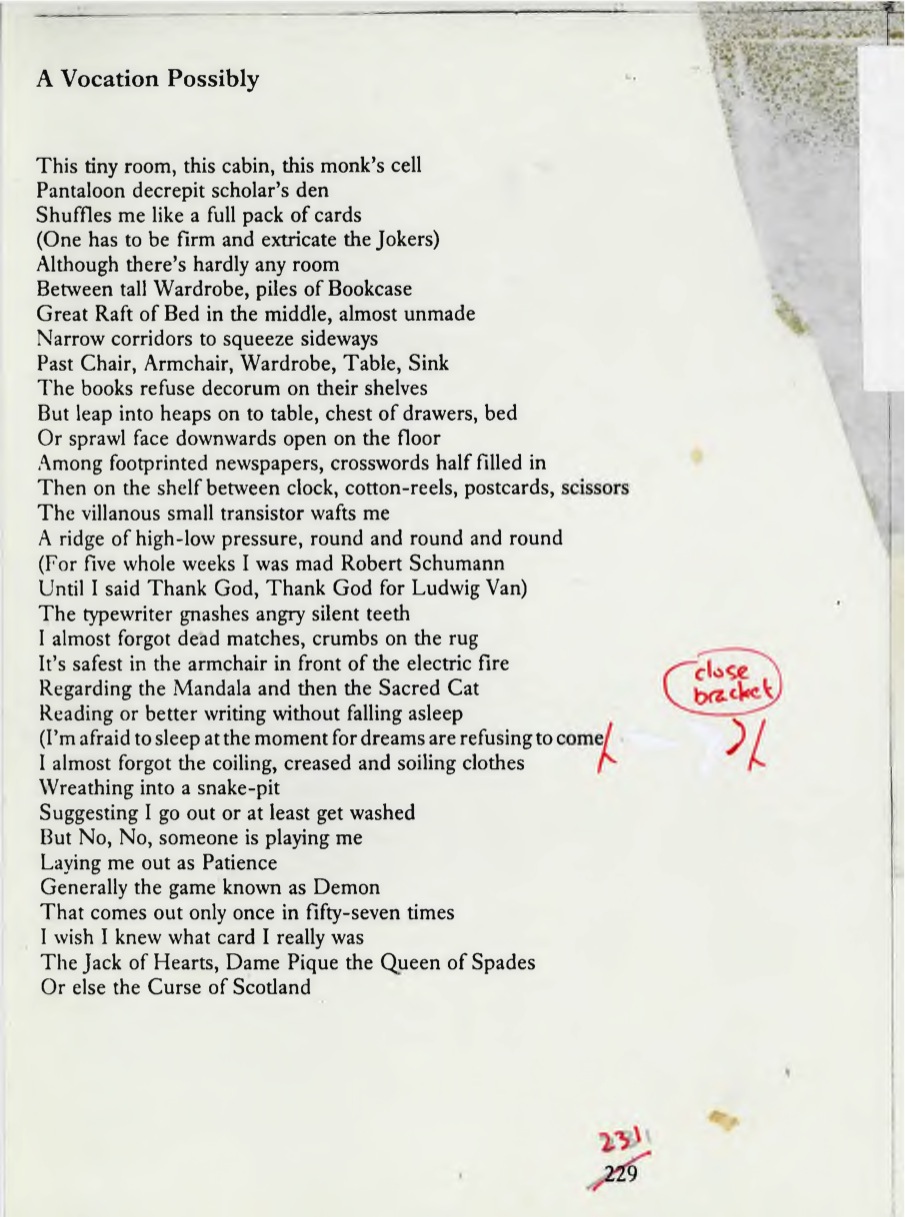 A Vocation Possibly
This tiny room, this cabin, this monk's cell
Pantaloon decrepit scholar's den
Shuffles me like a full pack of cards
(One has to be firm and extricate the Jokers)
Although there's hardly any room
Between tall Wardrobe, piles of Bookcase
Great Raft of Bed in the middle, almost unmade
Narrow corridors to squeeze sideways
Past Chair, Armchair, Wardrobe, Table, Sink
The books refuse decorum on their shelves
But leap into heaps on to table, chest of drawers, bed
Or sprawl face downwards open on the floor
Among footprinted newspapers, crosswords half filled in
Then on the shelf between clock, cotton-reels, postcards, scissors
The villanous small transistor wafts me
A ridge of high-low pressure, round and round and round
(For five whole weeks I was mad Robert Schumann
Until I said Thank God, Thank God for Ludwig Van)
The typewriter gnashes angry silent teeth
I almost forgot dead matches, crumbs on the rug
It's safest in the armchair in front of the electric fire
Regarding the Mandala and then the Sacred Cat
Reading or better writing without falling asleep
(I'm afraid to sleep at the moment for dreams are refusing to come
close
bracket
)
I almost forgot the coiling, creased and soiling clothes
Wreathing into a snake-pit
Suggesting I go out or at least get washed
But No, No, someone is playing me
Laying me out as Patience
Generally the game known as Demon
That comes out only once in fifty-seven times
I wish I knew what card I really was
The Jack of Hearts, Dame Pique the Queen of Spades
Or else the Curse of Scotland
231
229